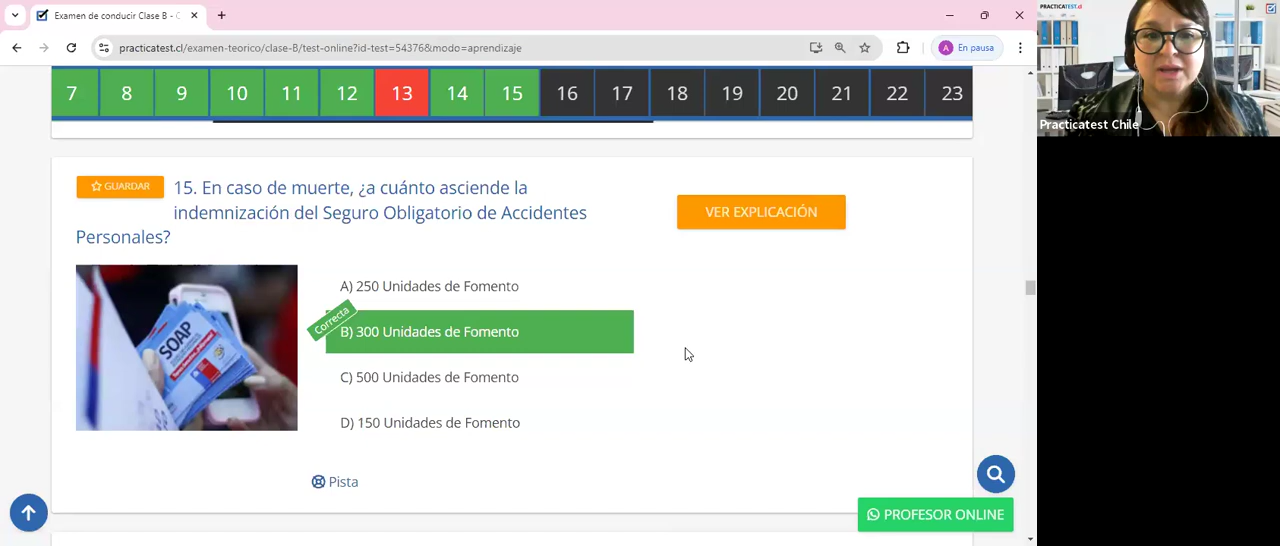 Examen de conducir Clase B - C
practicatest.cl/examen-teorico/clase-B/test-online?id-test=54376&modo=aprendizaje
A
En pausa
PRACTICATEST.cl
Practicatest Chile
7 8 9 10 11 12 13 14 15 16 17 18 19 20 21 22 23
GUARDAR
15. En caso de muerte, ¿a cuánto asciende la
indemnización del Seguro Obligatorio de Accidentes
Personales?
VER EXPLICACIÓN
SOAP
A) 250 Unidades de Fomento
Correcta
B) 300 Unidades de Fomento
C) 500 Unidades de Fomento
D) 150 Unidades de Fomento
Pista
PROFESOR ONLINE